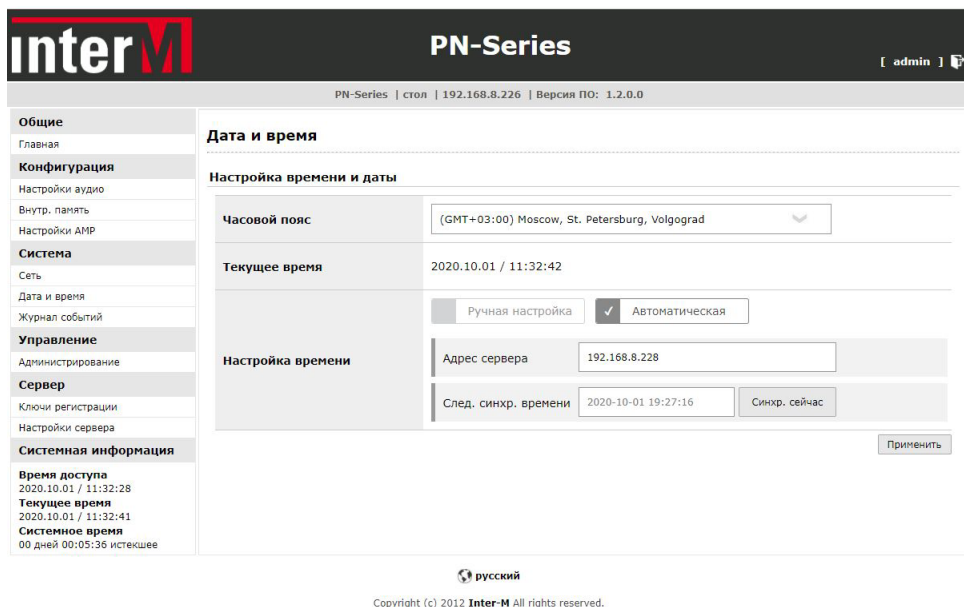 inter M
PN-Series
[ admin ]
PN-Series | стол | 192.168.8.226 | Версия ПО: 1.2.0.0
Общие
Главная
Конфигурация
Настройки аудио
Внутр. память
Настройки AMP
Система
Сеть
Дата и время
Журнал событий
Управление
Администрирование
Сервер
Ключи регистрации
Настройки сервера
Системная информация
Время доступа
2020.10.01 / 11:32:28
Текущее время
2020.10.01 / 11:32:41
Системное время
00 дней 00:05:36 истекшее
Дата и время
Настройка времени и даты
Часовой пояс
(GMT+03:00) Moscow, St. Petersburg, Volgograd
Текущее время
2020.10.01 / 11:32:42
Настройка времени
Ручная настройка
Автоматическая
Адрес сервера
192.168.8.228
След. синхр. времени
2020-10-01 19:27:16
Синхр. сейчас
Применить
русский
Copyright (c) 2012 Inter-M All rights reserved.